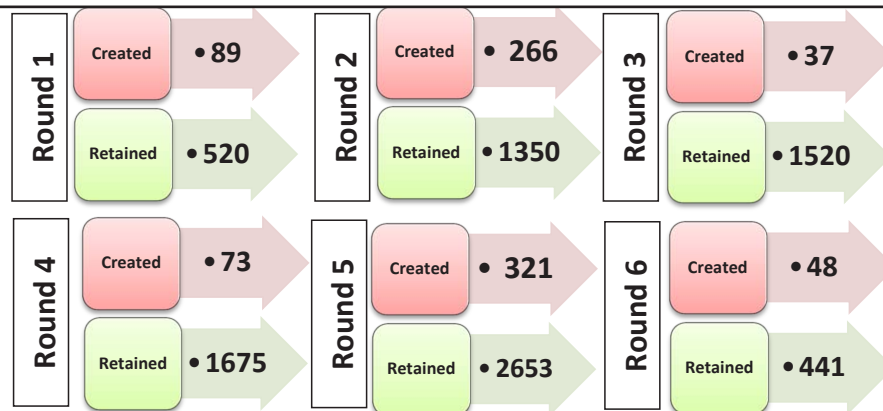 Round 1
Created
• 89
Retained
• 520
Round 2
Created
• 266
Retained
• 1350
Round 3
Created
• 37
Retained
• 1520
Round 4
Created
• 73
Retained
• 1675
Round 5
Created
• 321
Retained
• 2653
Round 6
Created
• 48
Retained
• 441